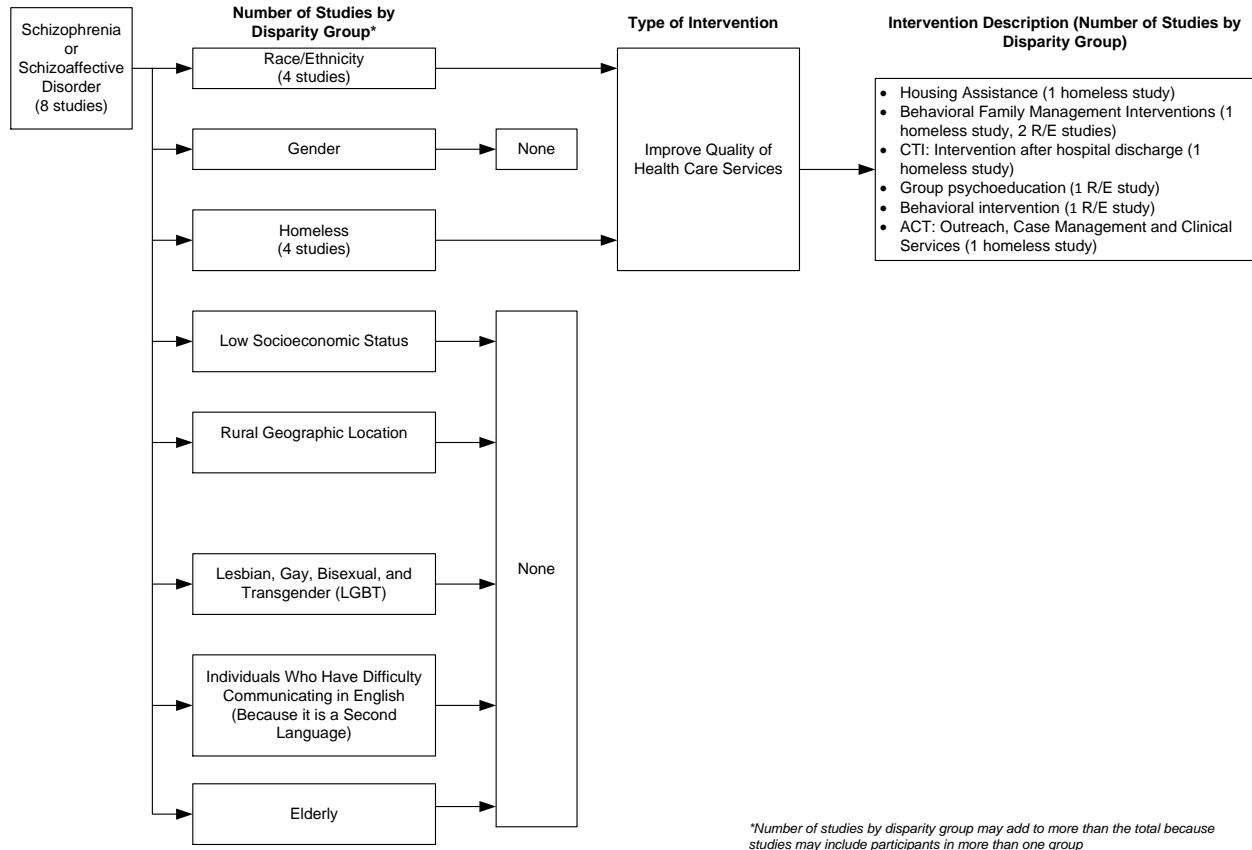 Schizophrenia
or
Schizoaffective
Disorder
(8 studies)
Number of Studies by
Disparity Group*
Race/Ethnicity
(4 studies)
Gender
None
Homeless
(4 studies)
Low Socioeconomic Status
Rural Geographic Location
Lesbian, Gay, Bisexual, and
Transgender (LGBT)
Individuals Who Have Difficulty
Communicating in English
(Because it is a Second
Language)
Elderly
None
Type of Intervention
Improve Quality of
Health Care Services
Intervention Description (Number of Studies by
Disparity Group)
• Housing Assistance (1 homeless study)
• Behavioral Family Management Interventions (1
homeless study, 2 R/E studies)
• CTI: Intervention after hospital discharge (1
homeless study)
• Group psychoeducation (1 R/E study)
• Behavioral intervention (1 R/E study)
• ACT: Outreach, Case Management and Clinical
Services (1 homeless study)
*Number of studies by disparity group may add to more than the total because
studies may include participants in more than one group